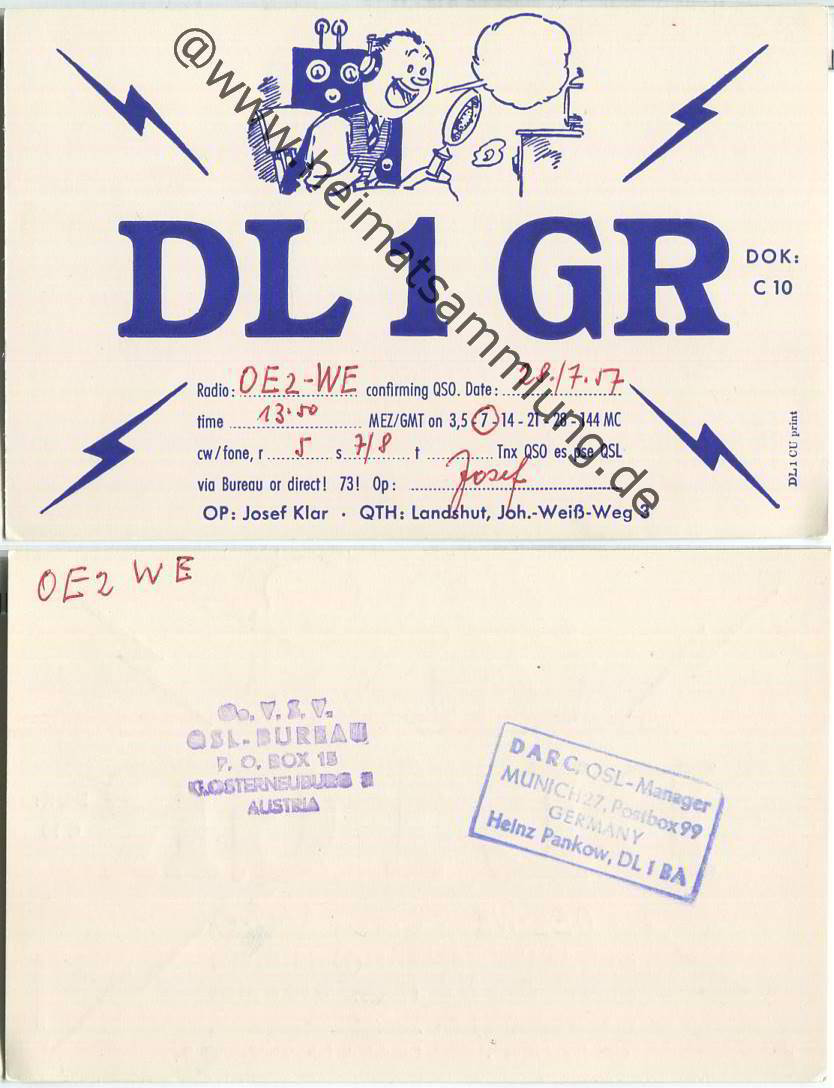 @www.heimatsammlung.de
DL 1 GR
DOK:
C 10
Radio: OE2-WE confirming QSO. Date: 28./7.57
time 13.50 MEZ/GMT on 3,5 - 7 - 14 - 21 - 28 - 144 MC
cw/fone, r 5 s 7/8 t Tnx QSO es pse QSL
via Bureau or direct! 73! Op: Josef
OP: Josef Klar · QTH: Landshut, Joh.-Weiß-Weg 3
DL1 CU print
OE2 WE
Oe. V. S. V.
QSL-BUREAU
P. O. BOX 15
KLOSTERNEUBURG 2
AUSTRIA
DARC, QSL-Manager
MUNICH 27, Postbox 99
GERMANY
Heinz Pankow, DL 1 BA